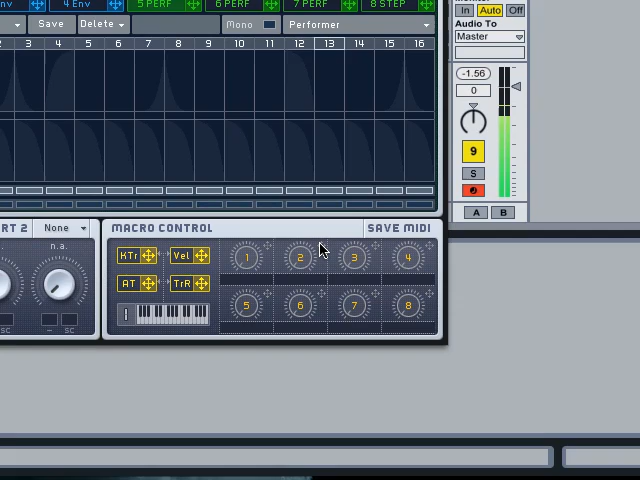 nv 4 Env 5 PERF 6 PERF 7 PERF 8 STEP
Save Delete Mono Performer
2 3 4 5 6 7 8 9 10 11 12 13 14 15 16
RT 2 None
n.a.
SC – SC
MACRO CONTROL SAVE MIDI
KTr Vel
AT TrR
1 2 3 4
5 6 7 8
In Auto Off
Audio To
Master
-1.56
0
9
S
A B